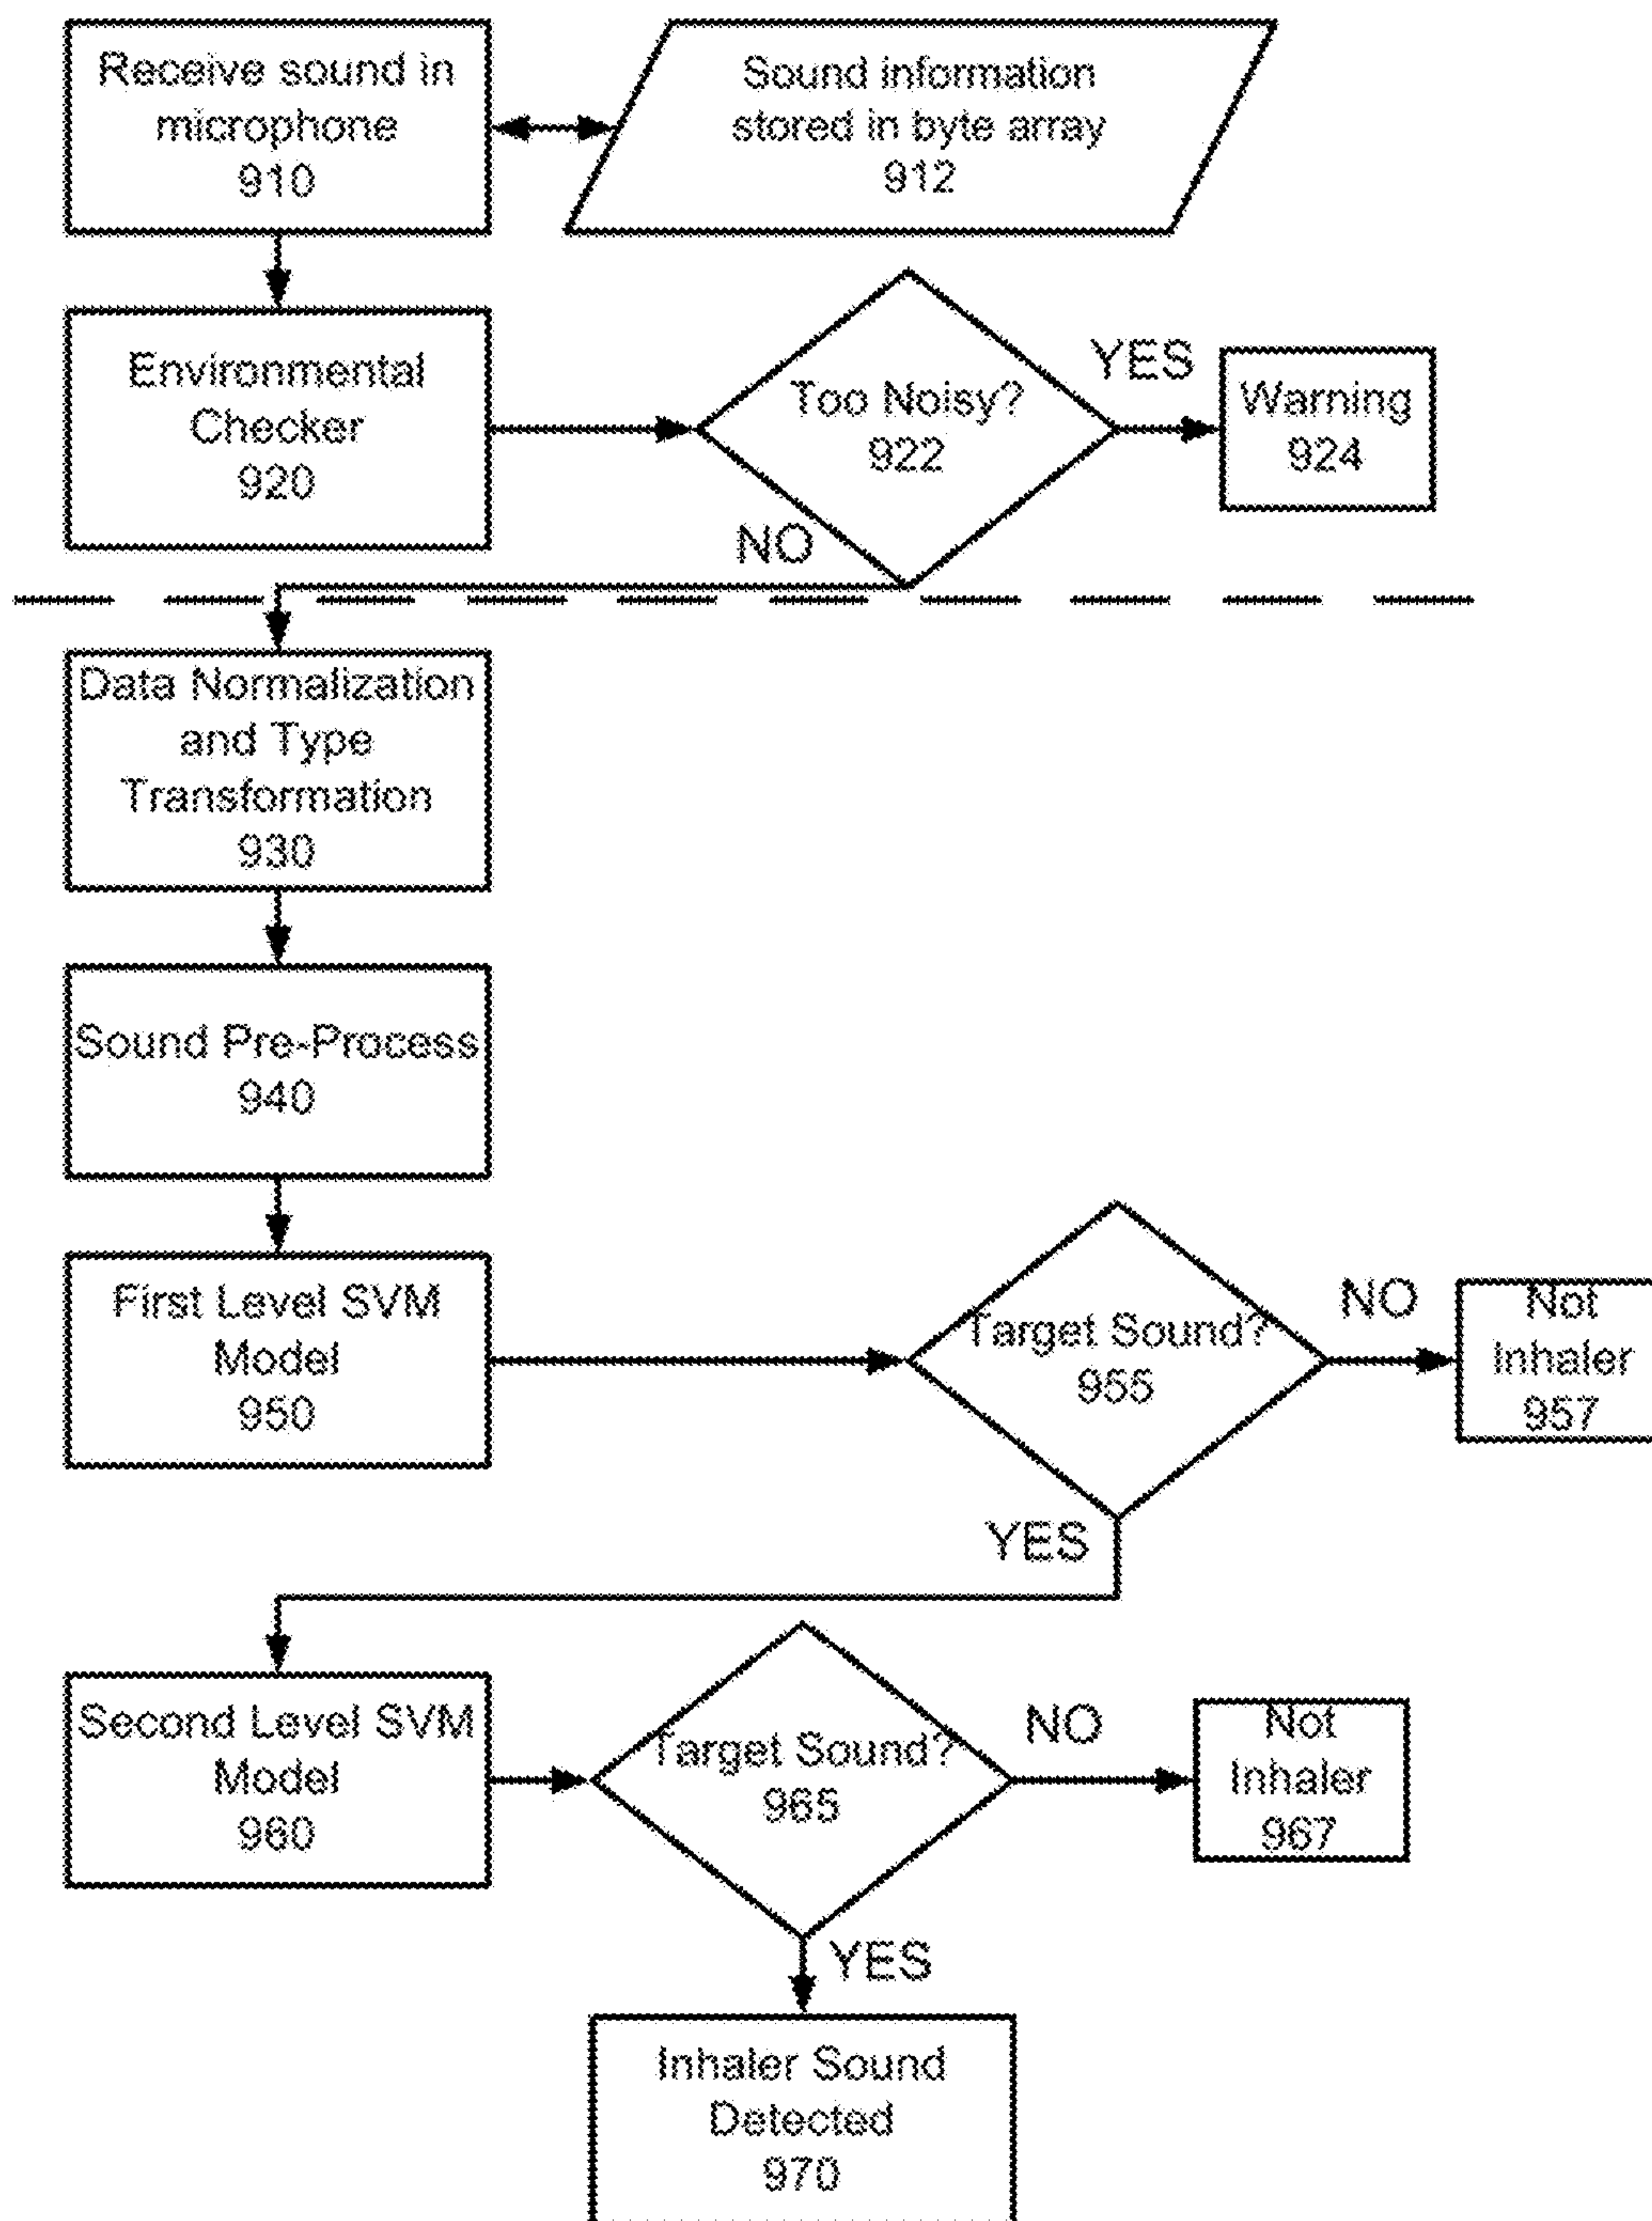 Receive sound in
microphone
910
Sound information
stored in byte array
912
Environmental
Checker
920
Too Noisy?
922
YES
Warning
924
NO
Data Normalization
and Type
Transformation
930
Sound Pre-Process
940
First Level SVM
Model
950
Target Sound?
955
NO
Not
Inhaler
957
YES
Second Level SVM
Model
960
Target Sound?
965
NO
Not
Inhaler
967
YES
Inhaler Sound
Detected
970